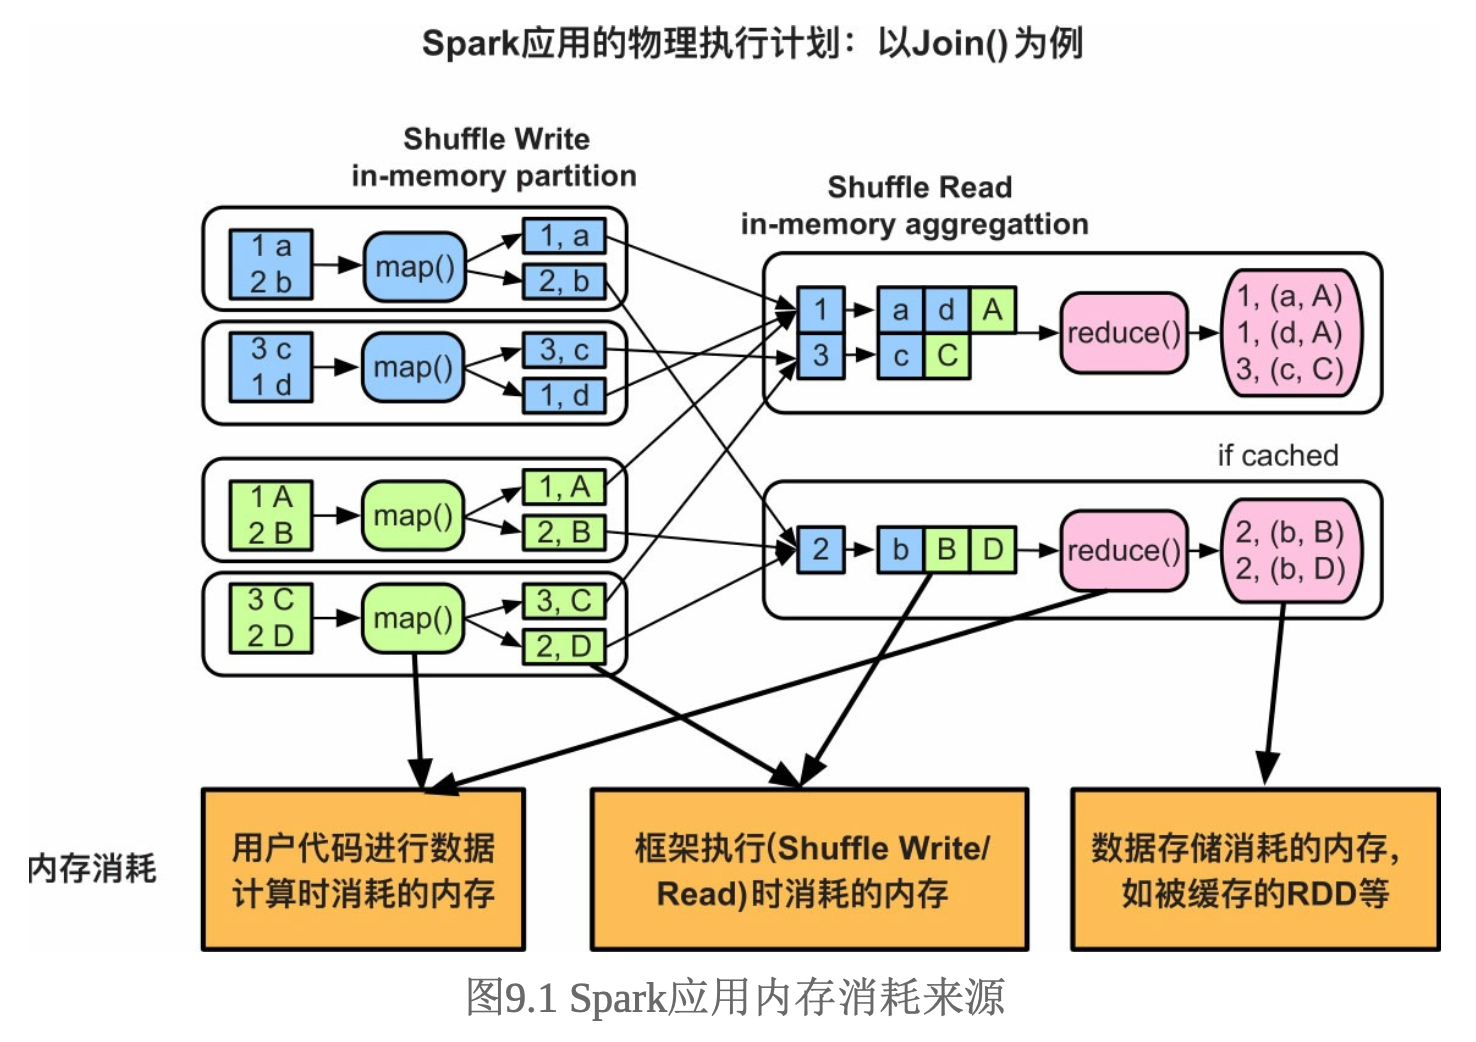 Spark应用的物理执行计划：以Join()为例
Shuffle Write
in-memory partition
Shuffle Read
in-memory aggregattion
1 a
2 b
map()
1, a
2, b
3 c
1 d
map()
3, c
1, d
1 A
2 B
map()
1, A
2, B
3 C
2 D
map()
3, C
2, D
1
a
d
A
3
c
C
reduce()
1, (a, A)
1, (d, A)
3, (c, C)
if cached
2
b
B
D
reduce()
2, (b, B)
2, (b, D)
内存消耗
用户代码进行数据
计算时消耗的内存
框架执行(Shuffle Write/
Read)时消耗的内存
数据存储消耗的内存，
如被缓存的RDD等
图9.1 Spark应用内存消耗来源